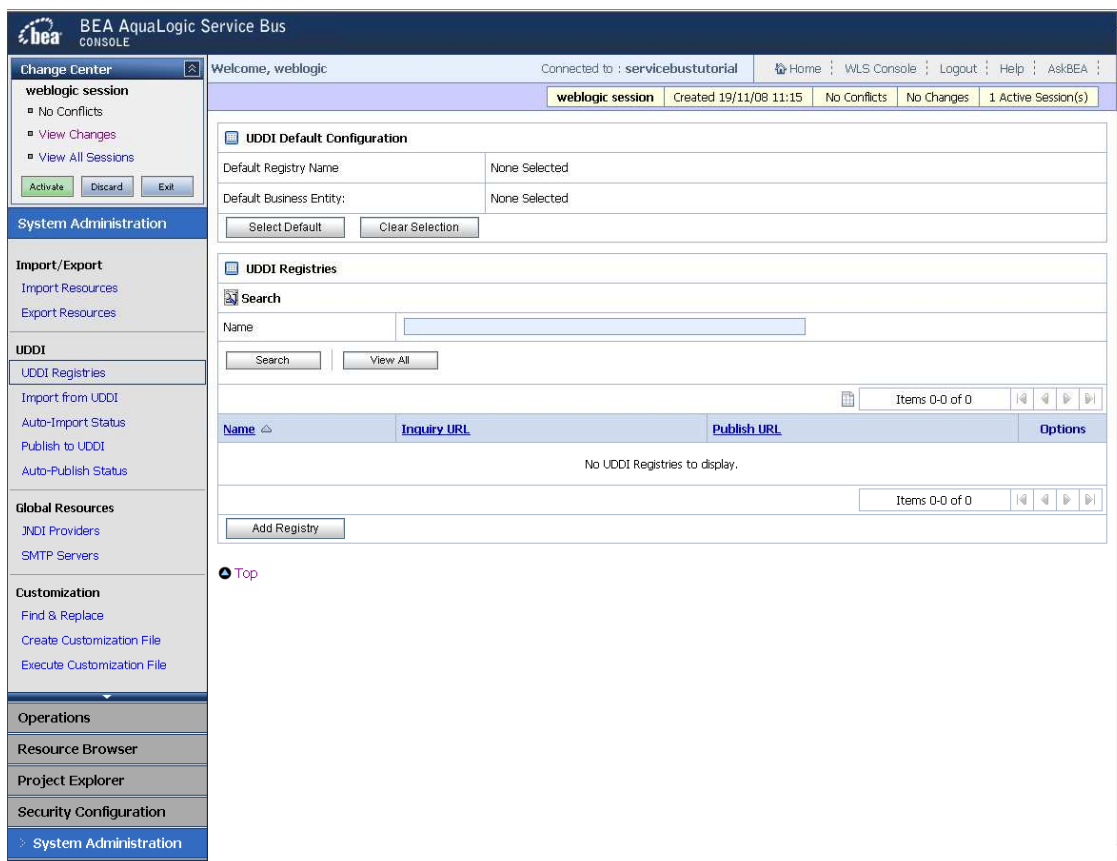 bea
BEA AquaLogic Service Bus
CONSOLE
Change Center
weblogic session
No Conflicts
View Changes
View All Sessions
Activate Discard Exit
System Administration
Import/Export
Import Resources
Export Resources
UDDI
UDDI Registries
Import from UDDI
Auto-Import Status
Publish to UDDI
Auto-Publish Status
Global Resources
JNDI Providers
SMTP Servers
Customization
Find & Replace
Create Customization File
Execute Customization File
Operations
Resource Browser
Project Explorer
Security Configuration
System Administration
Welcome, weblogic Connected to : servicebustutorial Home WLS Console Logout Help AskBEA
weblogic session Created 19/11/08 11:15 No Conflicts No Changes 1 Active Session(s)
UDDI Default Configuration
Default Registry Name None Selected
Default Business Entity: None Selected
Select Default Clear Selection
UDDI Registries
Search
Name
Search View All
Items 0-0 of 0
Name Inquiry URL Publish URL Options
No UDDI Registries to display.
Items 0-0 of 0
Add Registry
Top